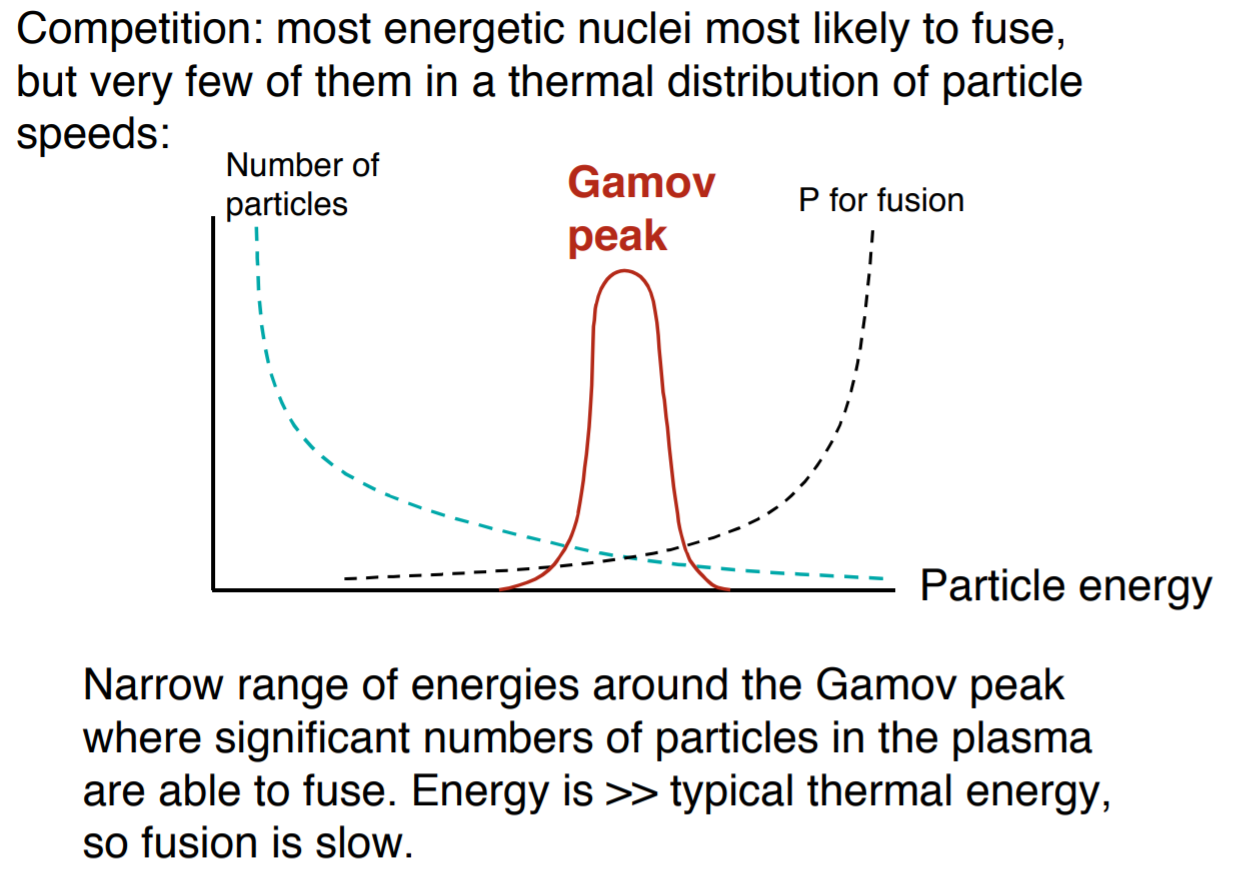 Competition: most energetic nuclei most likely to fuse,
but very few of them in a thermal distribution of particle
speeds:
Number of
particles
Gamov
peak
P for fusion
Particle energy
Narrow range of energies around the Gamov peak
where significant numbers of particles in the plasma
are able to fuse. Energy is >> typical thermal energy,
so fusion is slow.